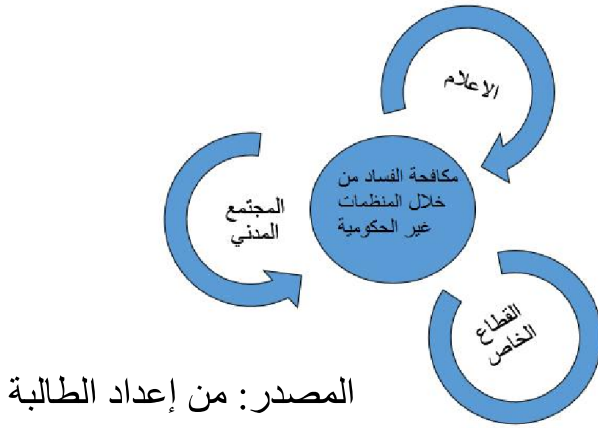 الاعلام
مكافحة الفساد من
خلال المنظمات
غير الحكومية
المجتمع
المدني
القطاع
الخاص
المصدر: من إعداد الطالبة